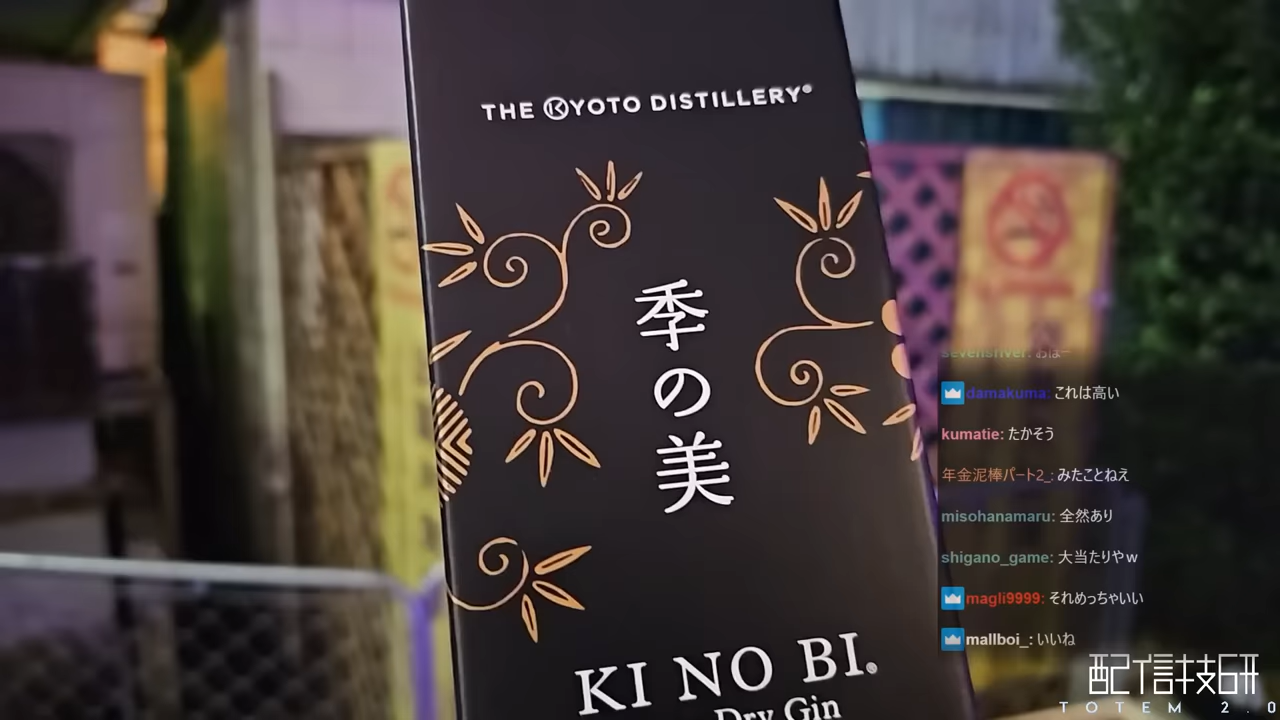 THE KYOTO DISTILLERY®
季の美
KI NO BI®
Dry Gin
sevensriver: おほー
damakuma: これは高い
kumatie: たかそう
年金泥棒パート2_: みたことねえ
misohanamaru: 全然あり
shigano_game: 大当たりやw
magli9999: それめっちゃいい
mallboi_: いいね
配信技研
TOTEM 2.0